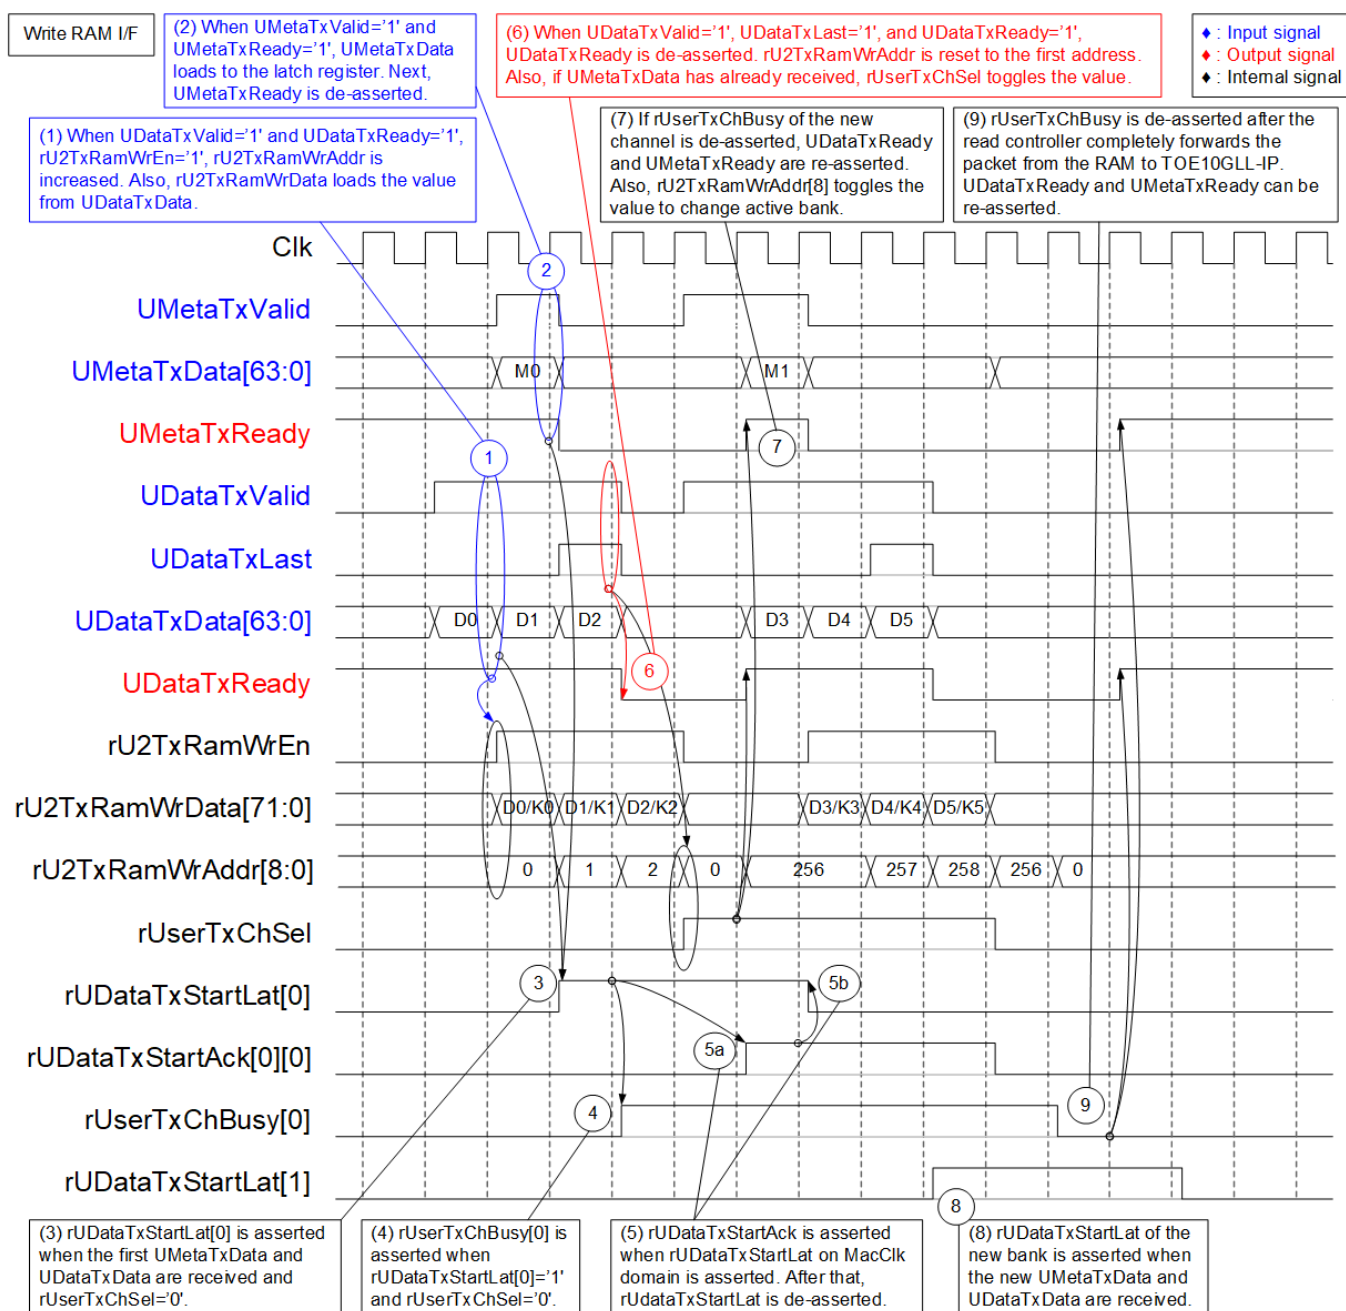 Write RAM I/F
(2) When UMetaTxValid='1' and
UMetaTxReady='1', UMetaTxData
loads to the latch register. Next,
UMetaTxReady is de-asserted.
(6) When UDataTxValid='1', UDataTxLast='1', and UDataTxReady='1',
UDataTxReady is de-asserted. rU2TxRamWrAddr is reset to the first address.
Also, if UMetaTxData has already received, rUserTxChSel toggles the value.
♦ : Input signal
♦ : Output signal
♦ : Internal signal
(1) When UDataTxValid='1' and UDataTxReady='1',
rU2TxRamWrEn='1', rU2TxRamWrAddr is
increased. Also, rU2TxRamWrData loads the value
from UDataTxData.
(7) If rUserTxChBusy of the new
channel is de-asserted, UDataTxReady
and UMetaTxReady are re-asserted.
Also, rU2TxRamWrAddr[8] toggles the
value to change active bank.
(9) rUserTxChBusy is de-asserted after the
read controller completely forwards the
packet from the RAM to TOE10GLL-IP.
UDataTxReady and UMetaTxReady can be
re-asserted.
Clk
2
UMetaTxValid
UMetaTxData[63:0] M0 M1
UMetaTxReady
7
1
UDataTxValid
UDataTxLast
UDataTxData[63:0] D0 D1 D2 D3 D4 D5
UDataTxReady
6
rU2TxRamWrEn
rU2TxRamWrData[71:0] D0/K0 D1/K1 D2/K2 D3/K3 D4/K4 D5/K5
rU2TxRamWrAddr[8:0] 0 1 2 0 256 257 258 256 0
rUserTxChSel
rUDataTxStartLat[0] 3 5b
rUDataTxStartAck[0][0] 5a
rUserTxChBusy[0] 4 9
rUDataTxStartLat[1]
8
(3) rUDataTxStartLat[0] is asserted
when the first UMetaTxData and
UDataTxData are received and
rUserTxChSel='0'.
(4) rUserTxChBusy[0] is
asserted when
rUDataTxStartLat[0]='1'
and rUserTxChSel='0'.
(5) rUDataTxStartAck is asserted
when rUDataTxStartLat on MacClk
domain is asserted. After that,
rUdataTxStartLat is de-asserted.
(8) rUDataTxStartLat of the
new bank is asserted when
the new UMetaTxData and
UDataTxData are received.